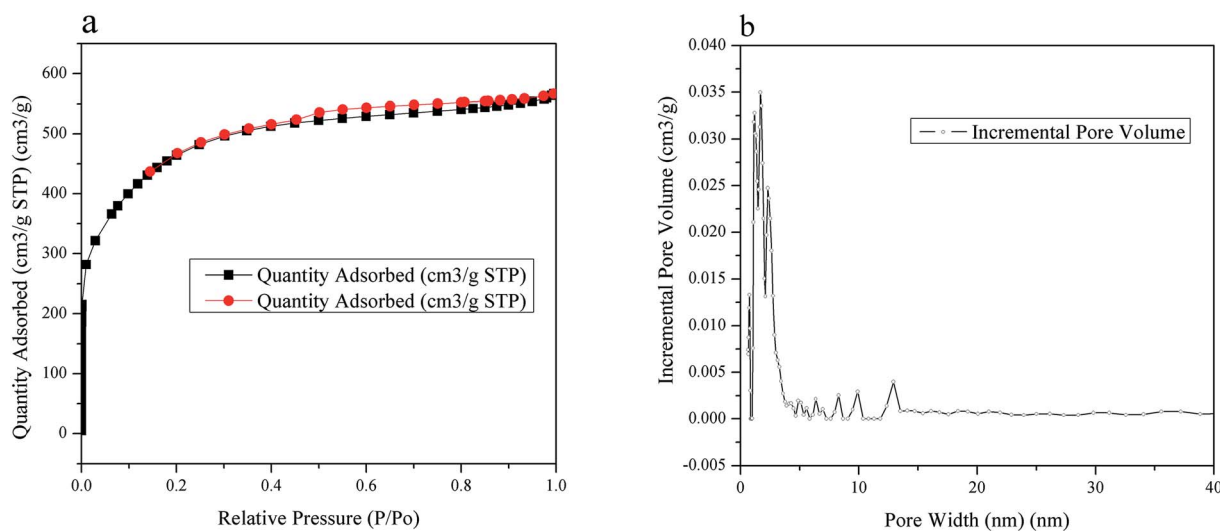 a
Quantity Adsorbed (cm3/g STP) (cm3/g)
600
500
400
300
200
100
0
Quantity Adsorbed (cm3/g STP)
Quantity Adsorbed (cm3/g STP)
0.0 0.2 0.4 0.6 0.8 1.0
Relative Pressure (P/Po)
b
Incremental Pore Volume (cm3/g)
0.040
0.035
0.030
0.025
0.020
0.015
0.010
0.005
0.000
-0.005
Incremental Pore Volume
0 10 20 30 40
Pore Width (nm) (nm)